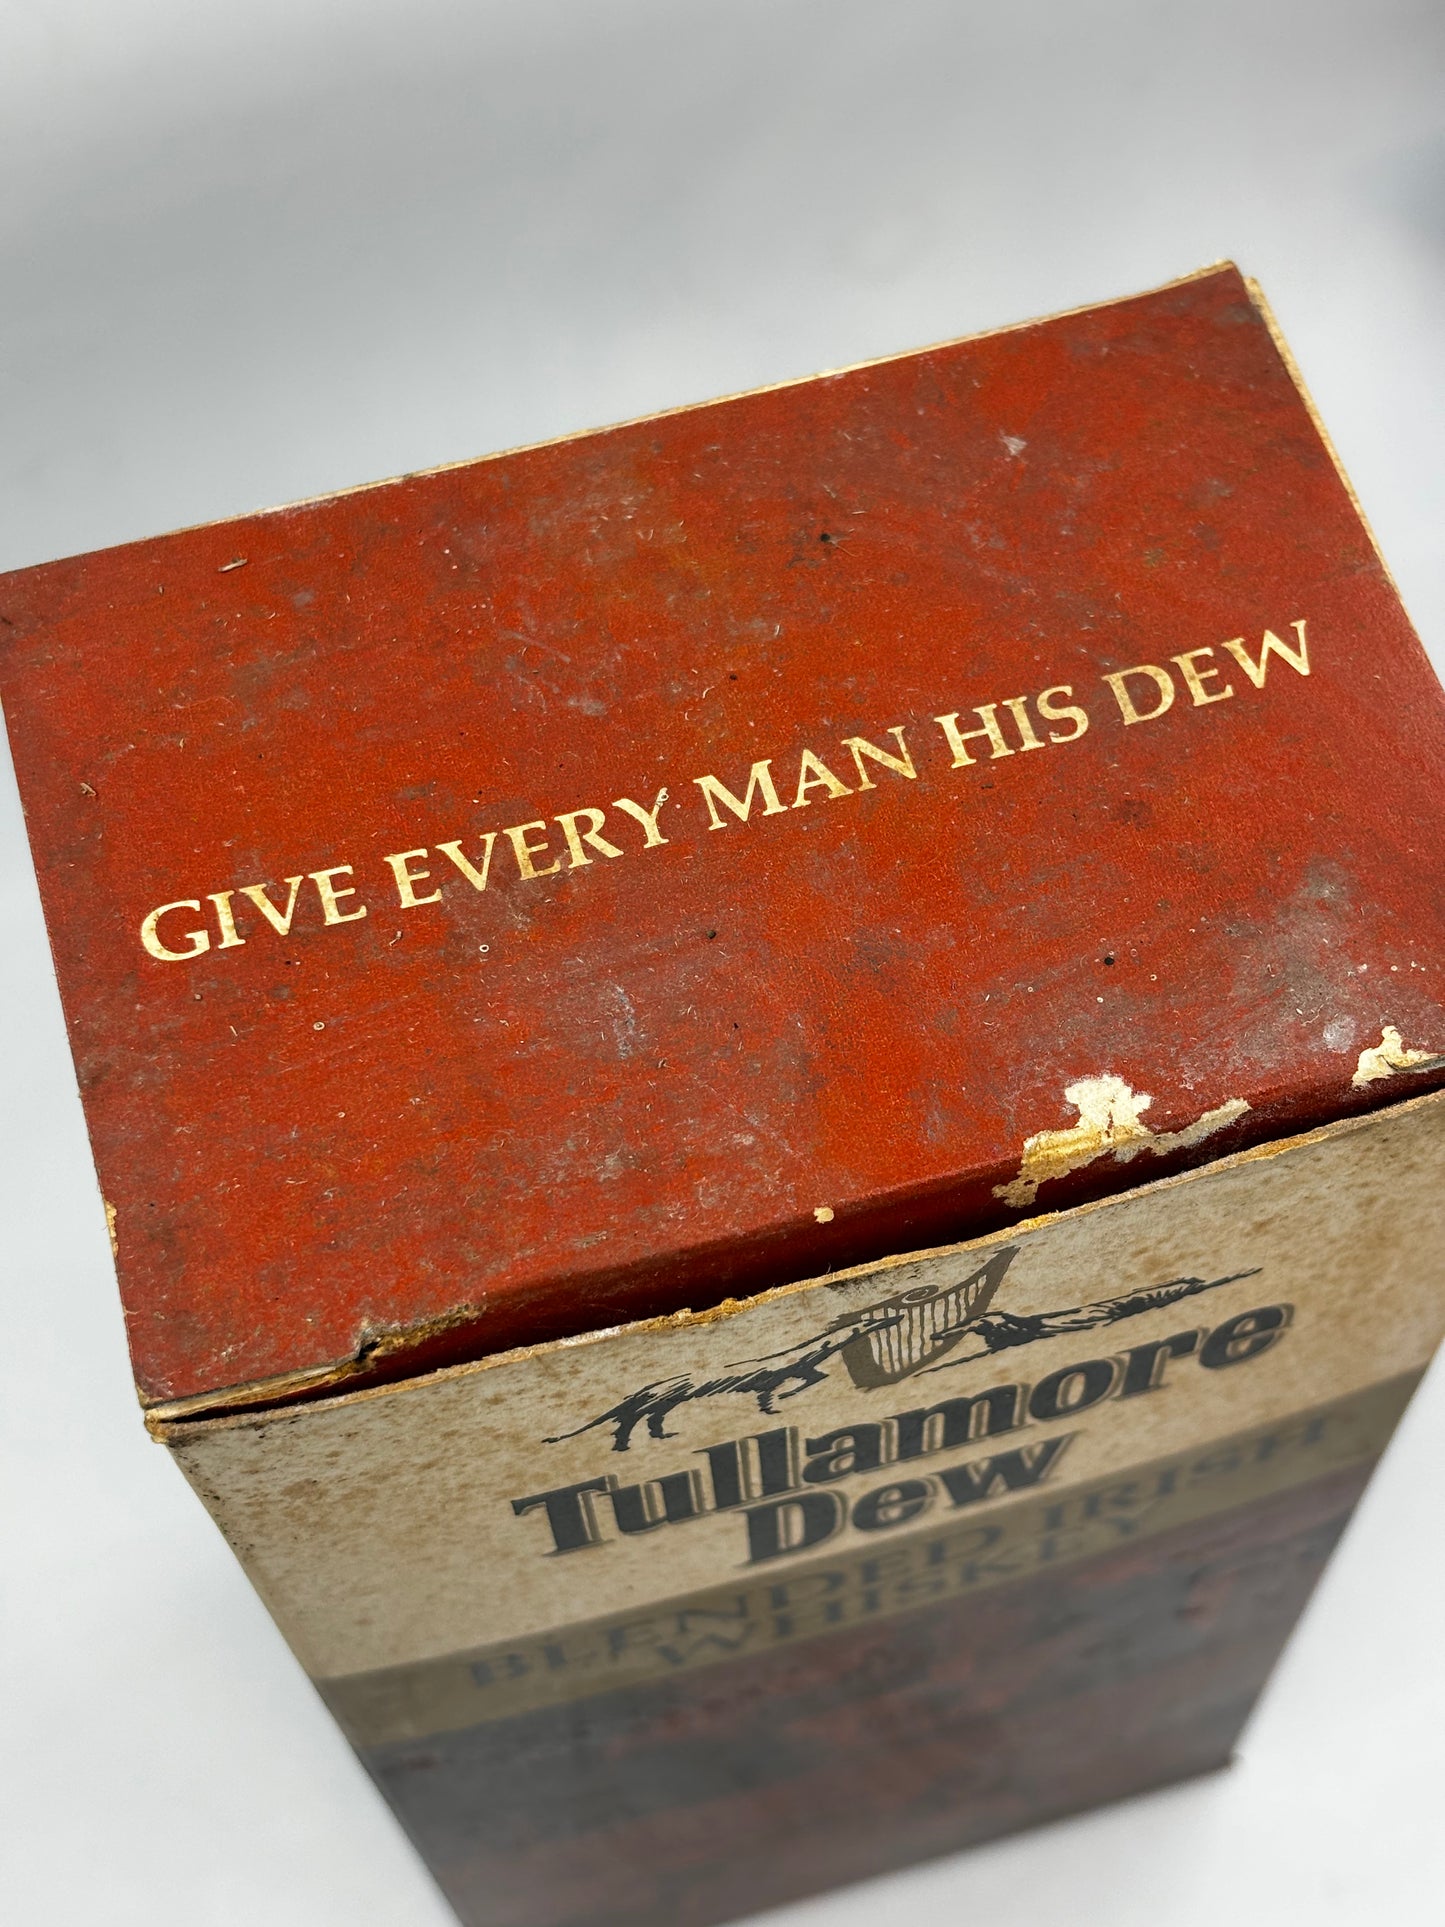 GIVE EVERY MAN HIS DEW
Tullamore
Dew
BLENDED IRISH
WHISKEY